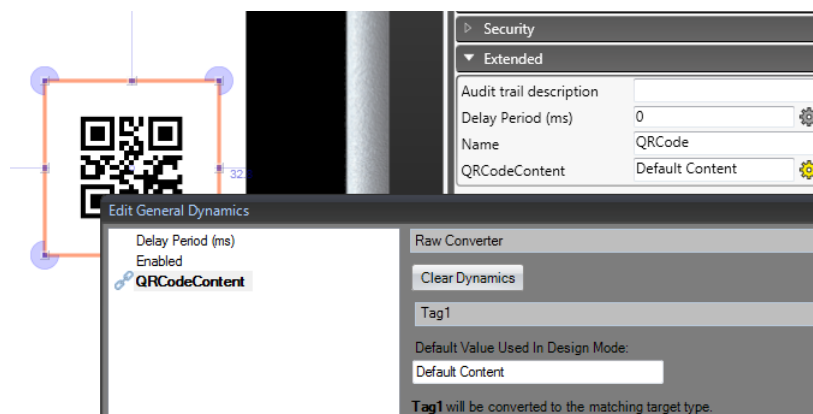 Security
Extended
Audit trail description
Delay Period (ms) 0
Name QRCode
QRCodeContent Default Content
Edit General Dynamics
Delay Period (ms)
Enabled
QRCodeContent
Raw Converter
Clear Dynamics
Tag1
Default Value Used In Design Mode:
Default Content
Tag1 will be converted to the matching target type.